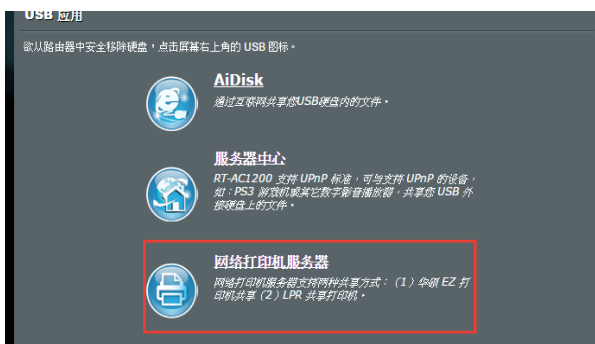 USB 应用
欲从路由器中安全移除硬盘，点击屏幕右上角的 USB 图标。
AiDisk
通过互联网共享您USB硬盘内的文件。
服务器中心
RT-AC1200 支持 UPnP 标准，可与支持 UPnP 的设备，
如：PS3 游戏机或其它数字影音播放器，共享您 USB 外
接硬盘上的文件。
网络打印机服务器
网络打印机服务器支持两种共享方式：（1）华硕 EZ 打
印机共享（2）LPR 共享打印机。